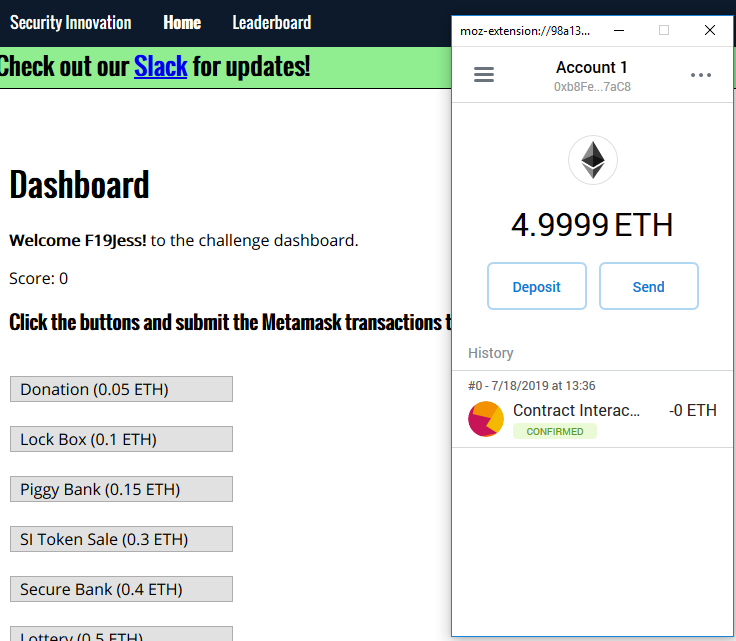 Security Innovation Home Leaderboard
Check out our Slack for updates!
Dashboard
Welcome F19Jess! to the challenge dashboard.
Score: 0
Click the buttons and submit the Metamask transactions t
Donation (0.05 ETH)
Lock Box (0.1 ETH)
Piggy Bank (0.15 ETH)
SI Token Sale (0.3 ETH)
Secure Bank (0.4 ETH)
Lottery (0.5 ETH)
moz-extension://98a13...
Account 1
0xb8Fe...7aC8
4.9999 ETH
Deposit Send
History
#0 - 7/18/2019 at 13:36
Contract Interac... -0 ETH
CONFIRMED